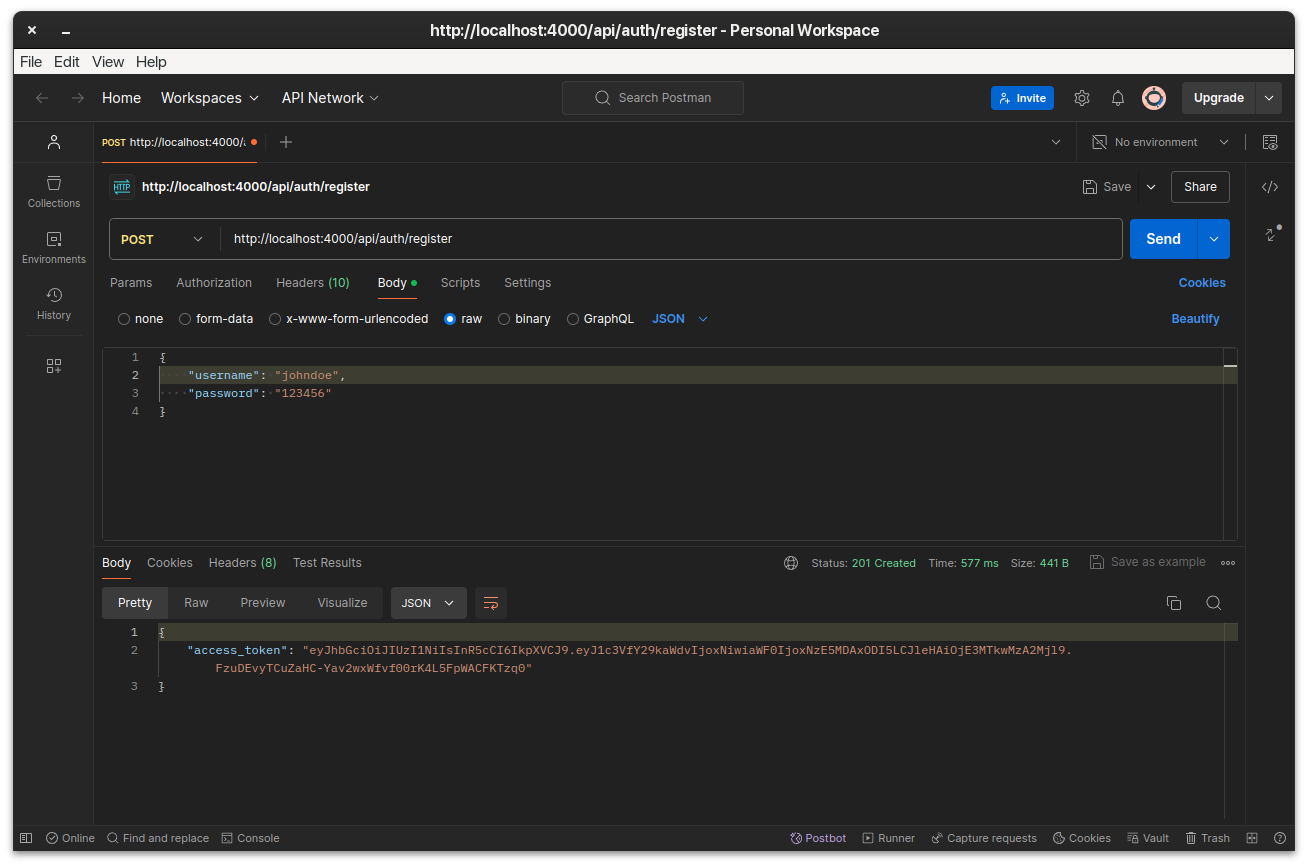 http://localhost:4000/api/auth/register - Personal Workspace
File Edit View Help
Home Workspaces API Network Search Postman Invite Upgrade
POST http://localhost:4000/a No environment
HTTP http://localhost:4000/api/auth/register Save Share
Collections
POST http://localhost:4000/api/auth/register Send
Environments
Params Authorization Headers (10) Body Scripts Settings Cookies
History
none form-data x-www-form-urlencoded raw binary GraphQL JSON Beautify
1 {
2 "username": "johndoe",
3 "password": "123456"
4 }
Body Cookies Headers (8) Test Results Status: 201 Created Time: 577 ms Size: 441 B Save as example
Pretty Raw Preview Visualize JSON
1 {
2 "access_token": "eyJhbGciOiJIUzI1NiIsInR5cCI6IkpXVCJ9.eyJ1c3VfY29kaWdvIjoxNiwiaWF0IjoxNzE5MDAxODI5LCJleHAiOjE3MTkwMzA2Mjl9.
FzuDEvyTCuZaHC-Yav2wxWfvf00rK4L5FpWACFKTzq0"
3 }
Online Find and replace Console Postbot Runner Capture requests Cookies Vault Trash